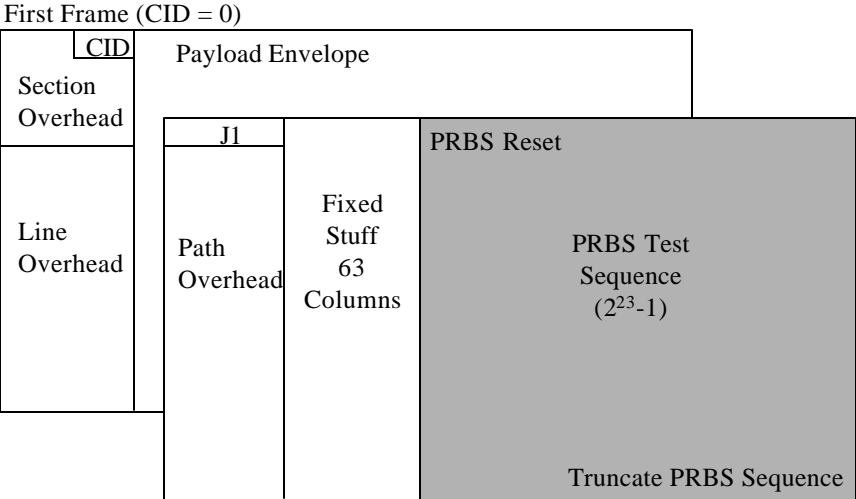 First Frame (CID = 0)
CID
Payload Envelope
Section
Overhead
J1
PRBS Reset
Line
Overhead
Path
Overhead
Fixed
Stuff
63
Columns
PRBS Test
Sequence
(2²³-1)
Truncate PRBS Sequence